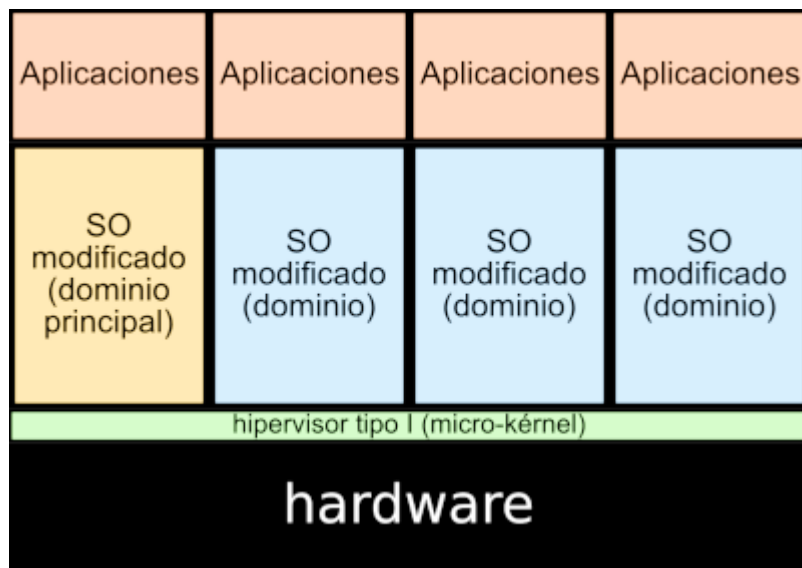 Aplicaciones
Aplicaciones
Aplicaciones
Aplicaciones
SO
modificado
(dominio
principal)
SO
modificado
(dominio)
SO
modificado
(dominio)
SO
modificado
(dominio)
hipervisor tipo I (micro-kérnel)
hardware